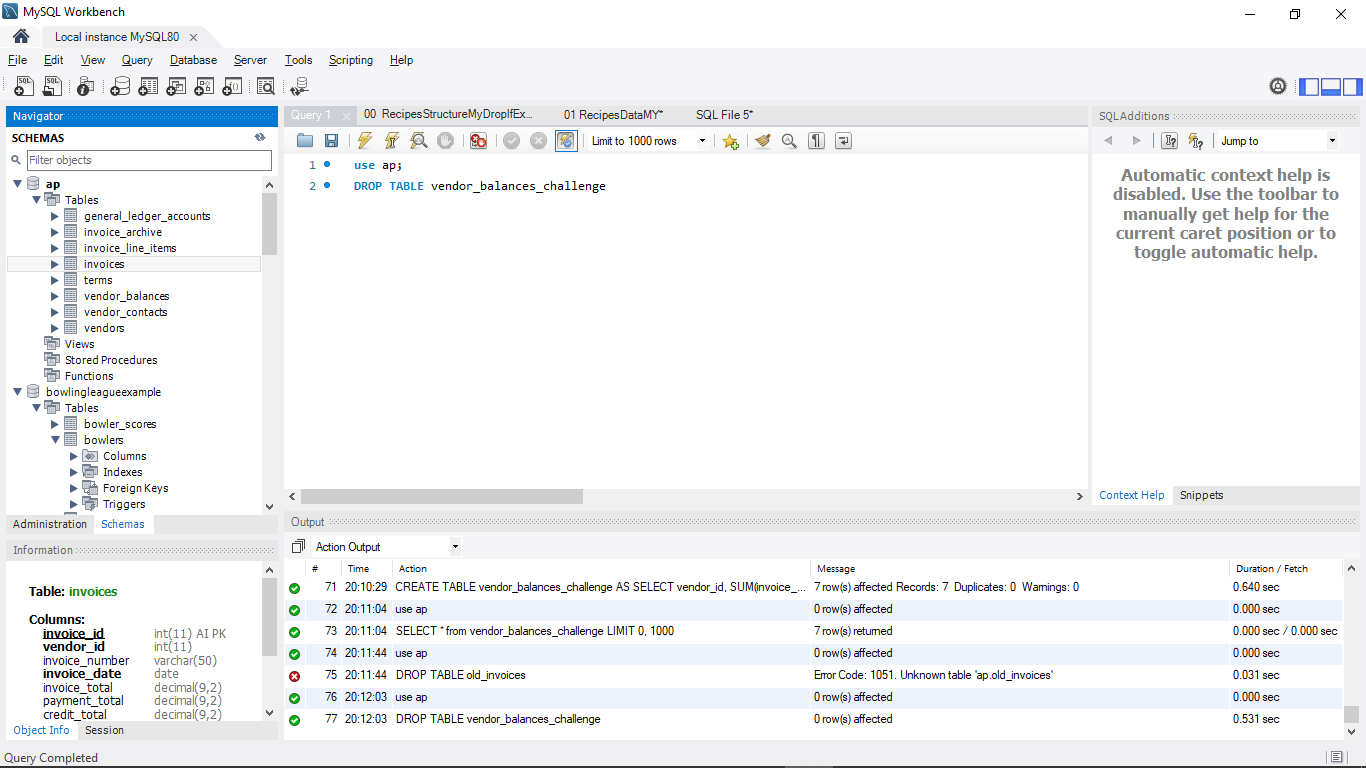 MySQL Workbench
Local instance MySQL80
File Edit View Query Database Server Tools Scripting Help
Navigator
SCHEMAS
Filter objects
ap
Tables
general_ledger_accounts
invoice_archive
invoice_line_items
invoices
terms
vendor_balances
vendor_contacts
vendors
Views
Stored Procedures
Functions
bowlingleagueexample
Tables
bowler_scores
bowlers
Columns
Indexes
Foreign Keys
Triggers
Administration Schemas
Information
Table: invoices
Columns:
invoice_id int(11) AI PK
vendor_id int(11)
invoice_number varchar(50)
invoice_date date
invoice_total decimal(9,2)
payment_total decimal(9,2)
credit_total decimal(9,2)
Object Info Session
Query 1 00 RecipesStructureMyDropIfEx... 01 RecipesDataMY* SQL File 5*
Limit to 1000 rows
1 use ap;
2 DROP TABLE vendor_balances_challenge
SQLAdditions
Jump to
Automatic context help is
disabled. Use the toolbar to
manually get help for the
current caret position or to
toggle automatic help.
Context Help Snippets
Output
Action Output
# Time Action Message Duration / Fetch
71 20:10:29 CREATE TABLE vendor_balances_challenge AS SELECT vendor_id, SUM(invoice_... 7 row(s) affected Records: 7 Duplicates: 0 Warnings: 0 0.640 sec
72 20:11:04 use ap 0 row(s) affected 0.000 sec
73 20:11:04 SELECT * from vendor_balances_challenge LIMIT 0, 1000 7 row(s) returned 0.000 sec / 0.000 sec
74 20:11:44 use ap 0 row(s) affected 0.000 sec
75 20:11:44 DROP TABLE old_invoices Error Code: 1051. Unknown table 'ap.old_invoices' 0.031 sec
76 20:12:03 use ap 0 row(s) affected 0.000 sec
77 20:12:03 DROP TABLE vendor_balances_challenge 0 row(s) affected 0.531 sec
Query Completed